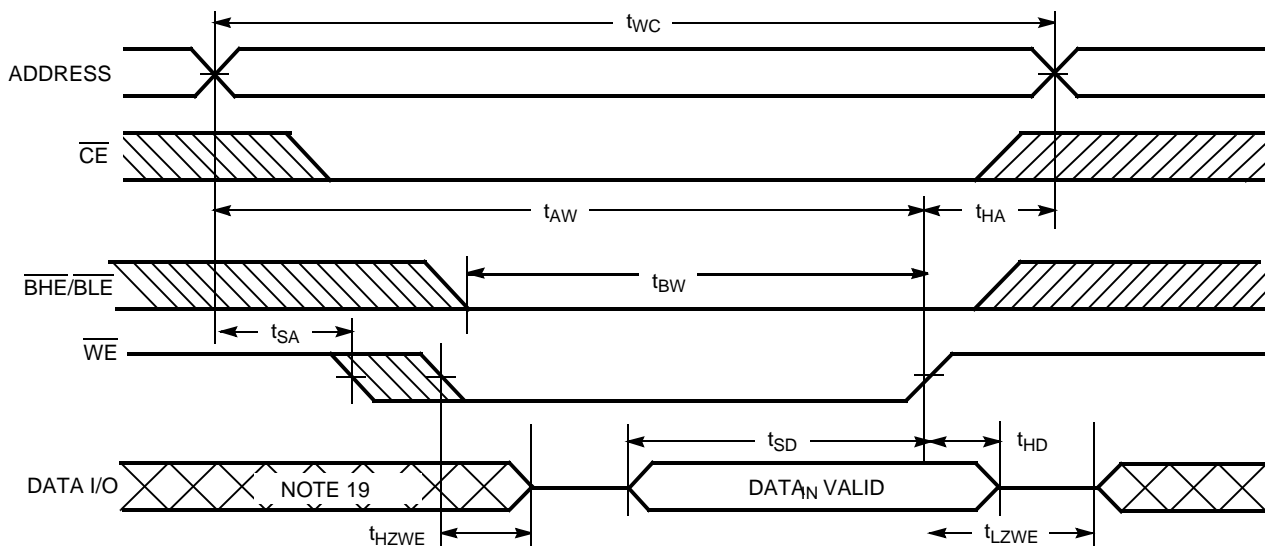 tWC
ADDRESS
CE
tAW
tHA
BHE/BLE
tBW
tSA
WE
tSD
tHD
DATA I/O
NOTE 19
DATAIN VALID
tHZWE
tLZWE